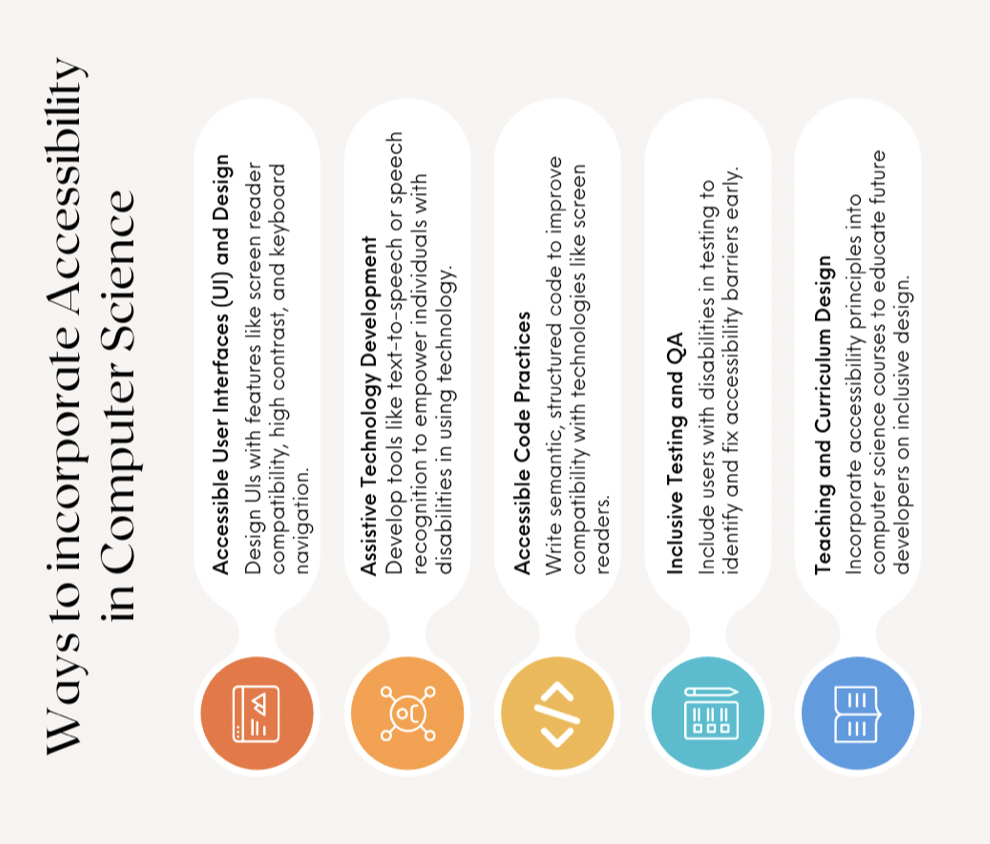 Ways to incorporate Accessibility
in Computer Science
Accessible User Interfaces (UI) and Design
Design UIs with features like screen reader
compatibility, high contrast, and keyboard
navigation.
Assistive Technology Development
Develop tools like text-to-speech or speech
recognition to empower individuals with
disabilities in using technology.
Accessible Code Practices
Write semantic, structured code to improve
compatibility with technologies like screen
readers.
Inclusive Testing and QA
Include users with disabilities in testing to
identify and fix accessibility barriers early.
Teaching and Curriculum Design
Incorporate accessibility principles into
computer science courses to educate future
developers on inclusive design.